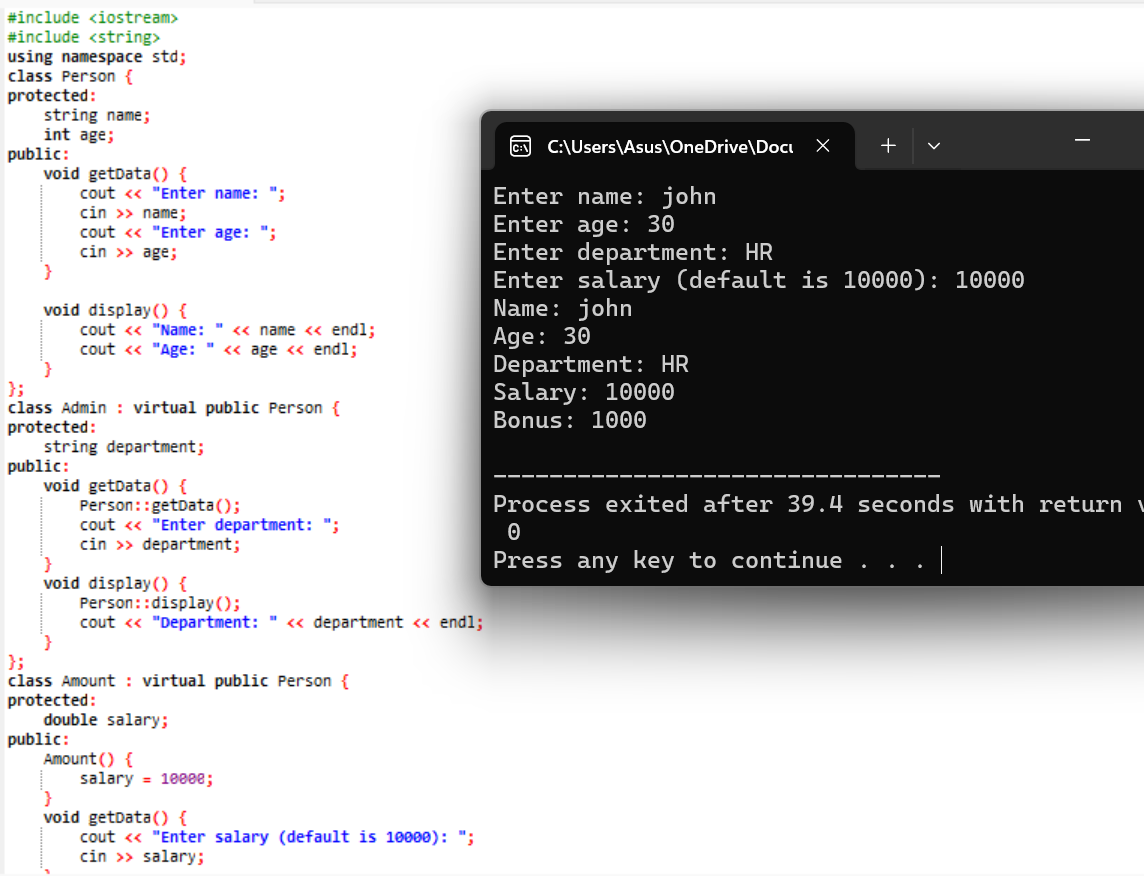 #include <iostream>
#include <string>
using namespace std;
class Person {
protected:
    string name;
    int age;
public:
    void getData() {
        cout << "Enter name: ";
        cin >> name;
        cout << "Enter age: ";
        cin >> age;
    }
    void display() {
        cout << "Name: " << name << endl;
        cout << "Age: " << age << endl;
    }
};
class Admin : virtual public Person {
protected:
    string department;
public:
    void getData() {
        Person::getData();
        cout << "Enter department: ";
        cin >> department;
    }
    void display() {
        Person::display();
        cout << "Department: " << department << endl;
    }
};
class Amount : virtual public Person {
protected:
    double salary;
public:
    Amount() {
        salary = 10000;
    }
    void getData() {
        cout << "Enter salary (default is 10000): ";
        cin >> salary;
C:\Users\Asus\OneDrive\Docu
Enter name: john
Enter age: 30
Enter department: HR
Enter salary (default is 10000): 10000
Name: john
Age: 30
Department: HR
Salary: 10000
Bonus: 1000
--------------------------------
Process exited after 39.4 seconds with return
0
Press any key to continue . . .